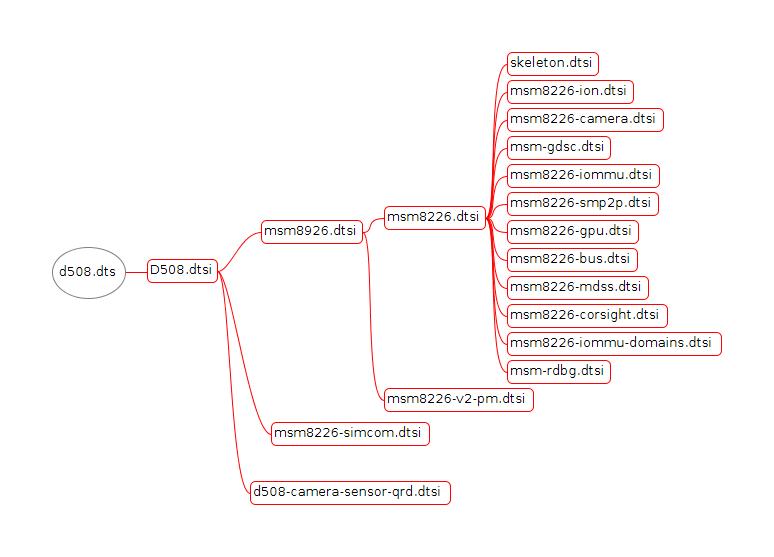 skeleton.dtsi
msm8226-ion.dtsi
msm8226-camera.dtsi
msm-gdsc.dtsi
msm8226-iommu.dtsi
msm8226-smp2p.dtsi
msm8226.dtsi
msm8926.dtsi
msm8226-gpu.dtsi
msm8226-bus.dtsi
d508.dts
D508.dtsi
msm8226-mdss.dtsi
msm8226-corsight.dtsi
msm8226-iommu-domains.dtsi
msm-rdbg.dtsi
msm8226-v2-pm.dtsi
msm8226-simcom.dtsi
d508-camera-sensor-qrd.dtsi